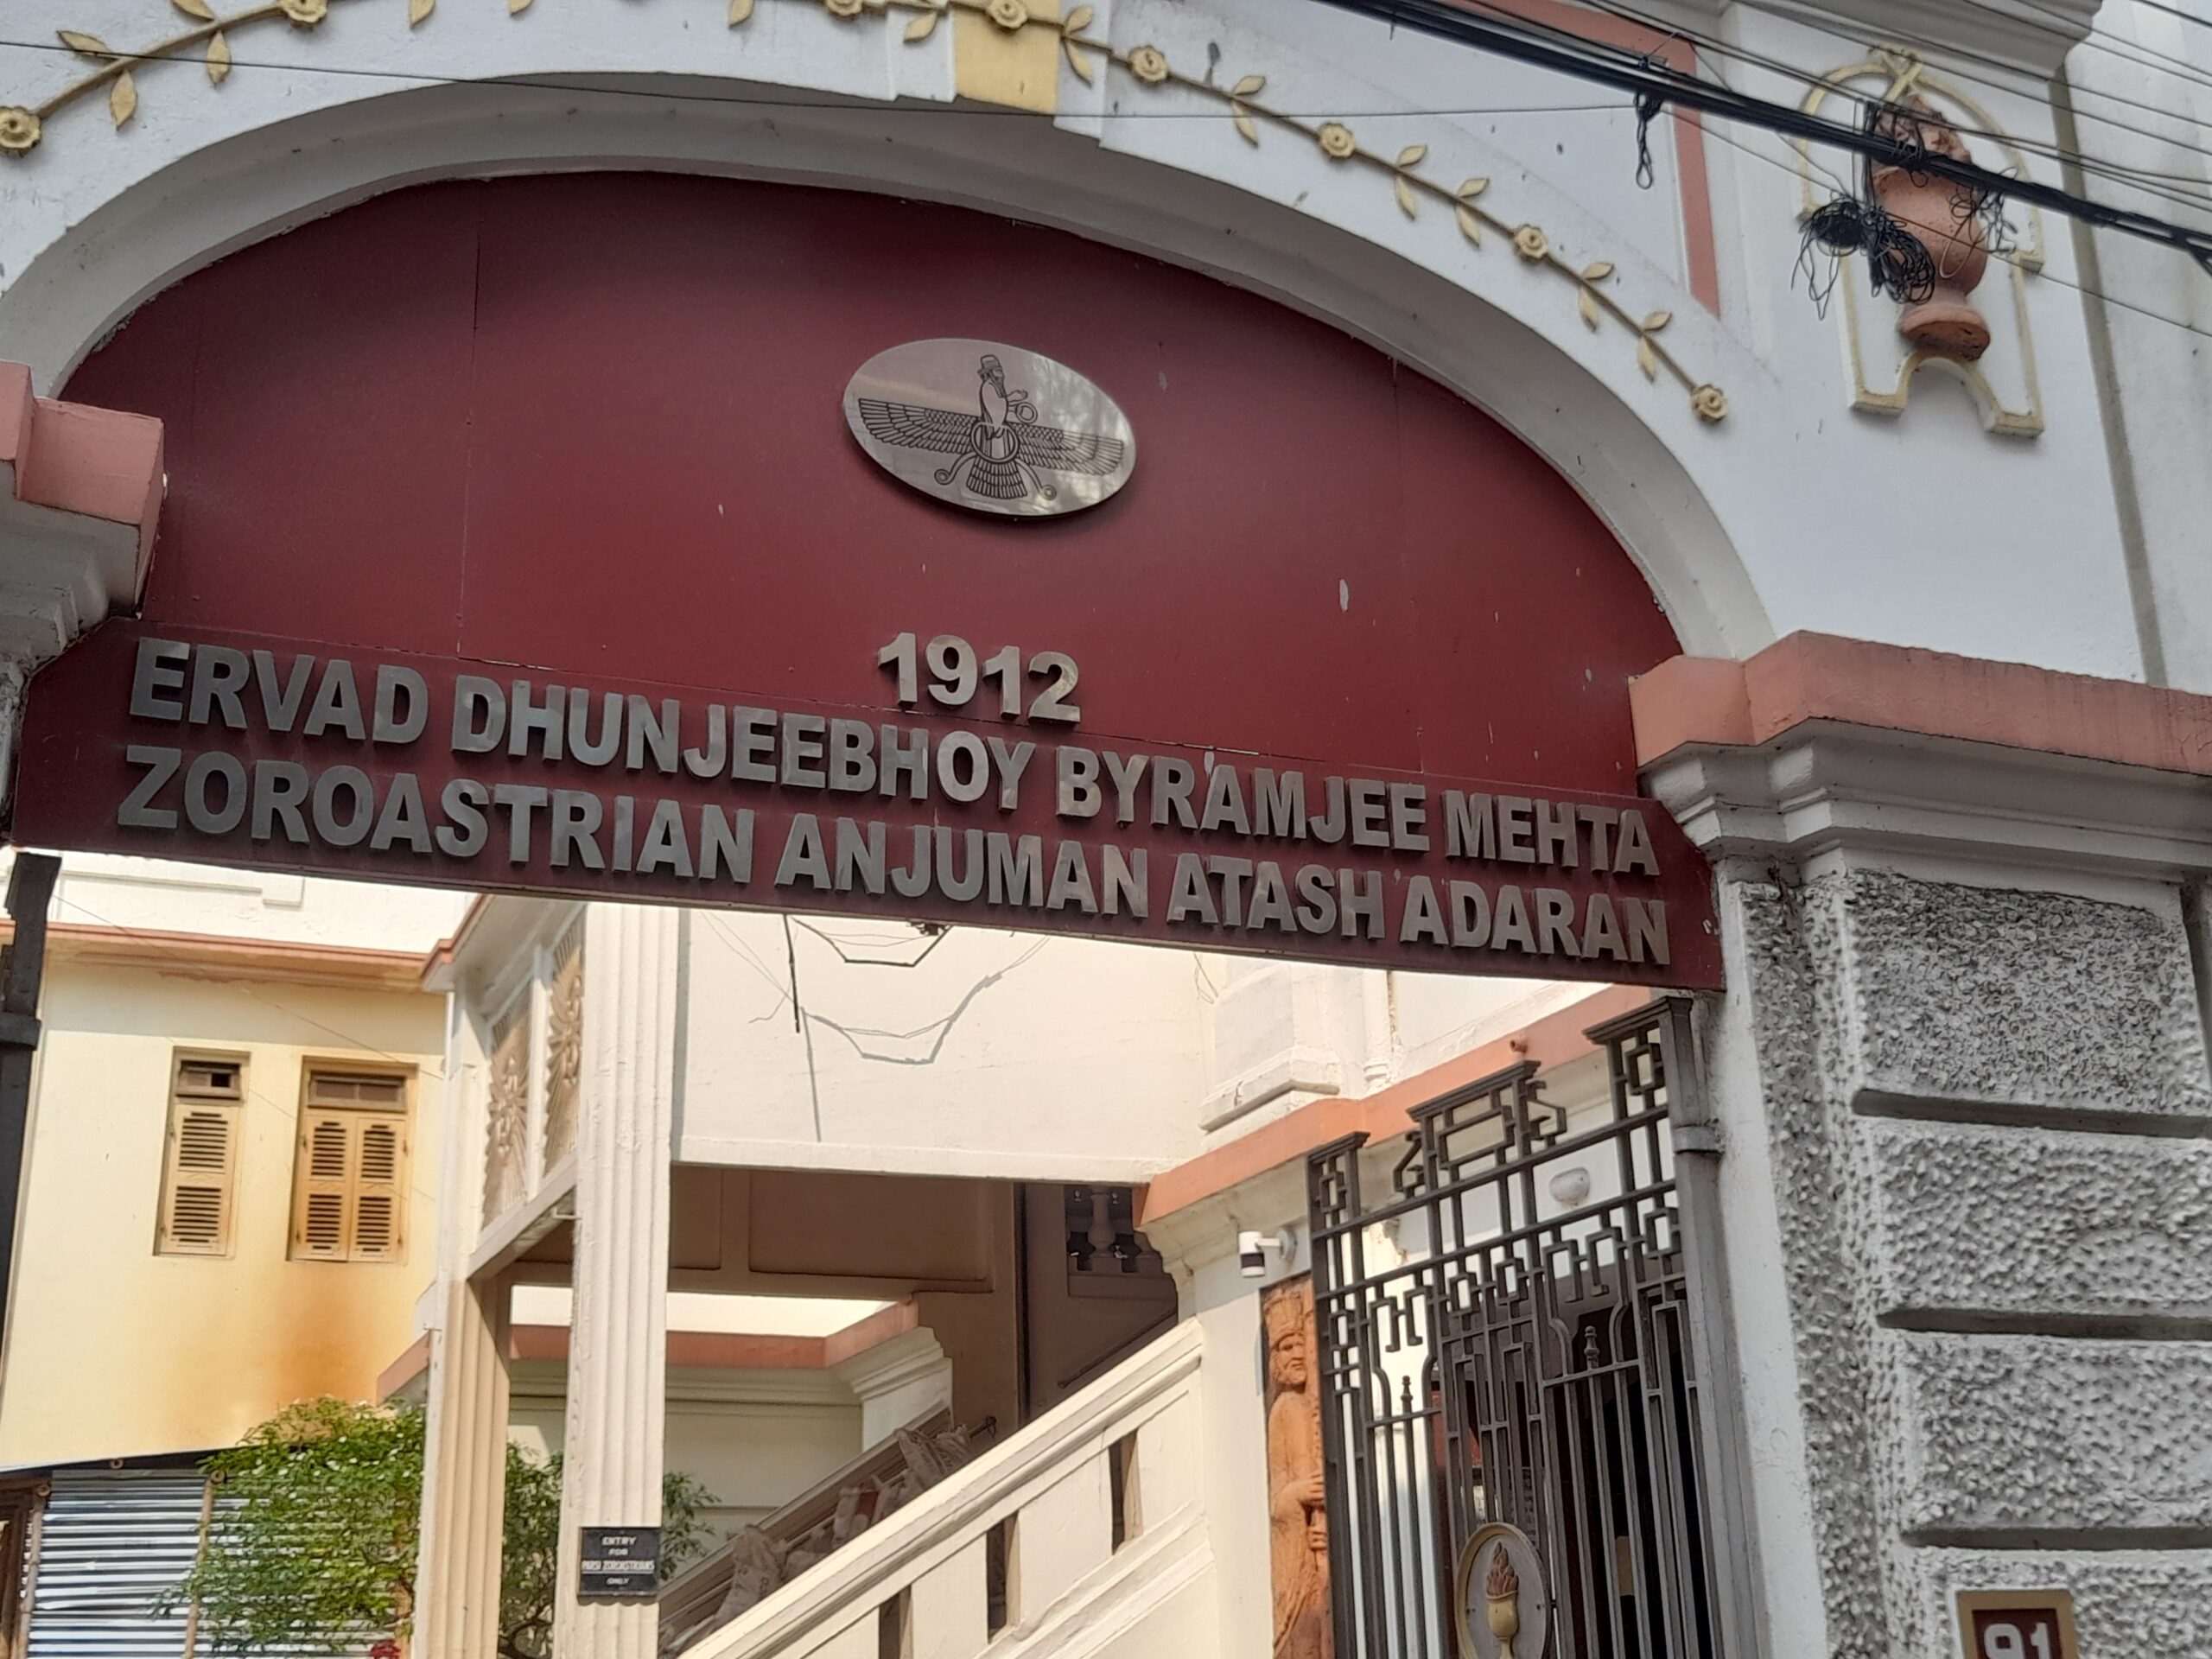 1912
ERVAD DHUNJEEBHOY BYRAMJEE MEHTA
ZOROASTRIAN ANJUMAN ATASH ADARAN
ENTRY
FOR
PARSI ZOROASTRIANS
ONLY
91